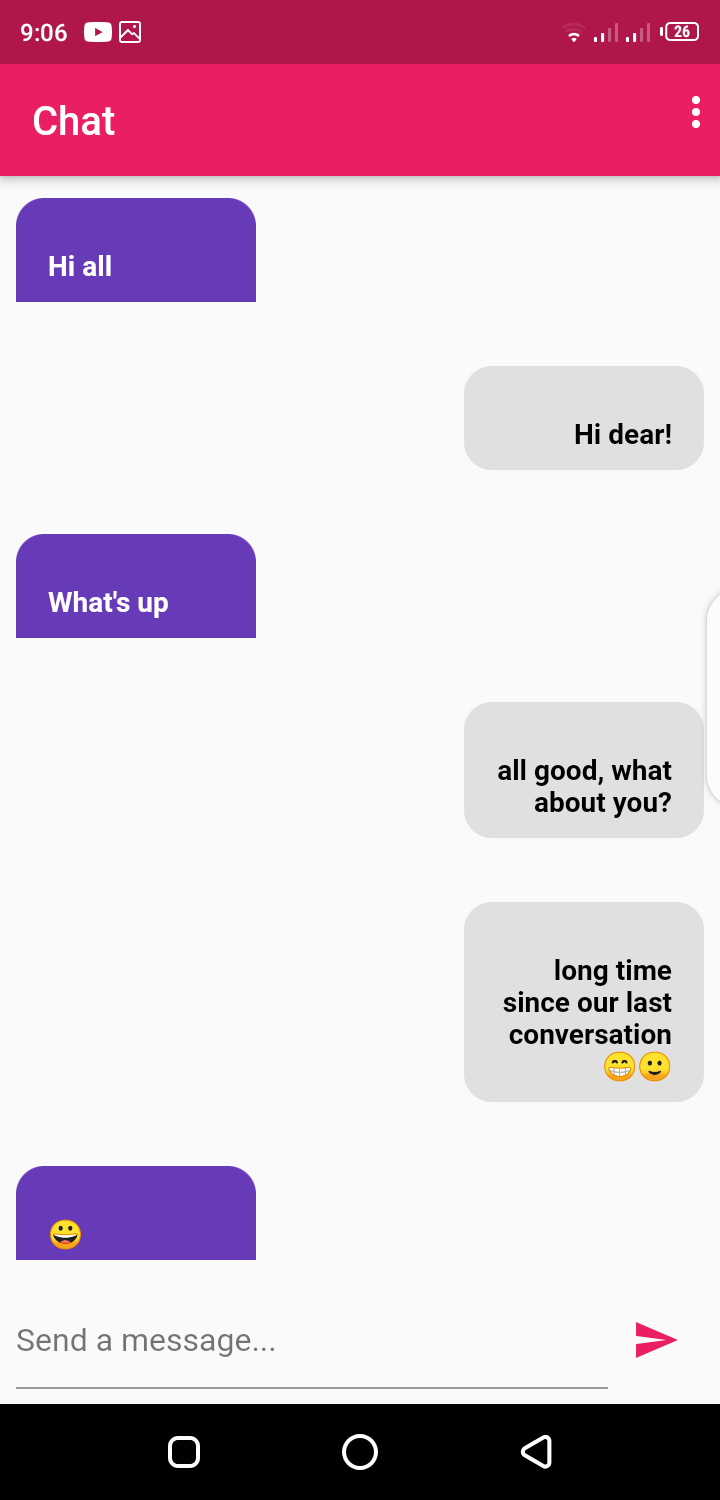 9:06
26
Chat
Hi all
Hi dear!
What's up
all good, what
about you?
long time
since our last
conversation
😁🙂
😀
Send a message...